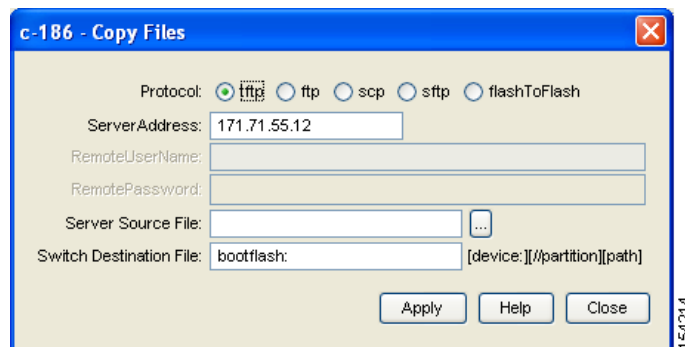 c-186 - Copy Files
Protocol: tftp ftp scp sftp flashToFlash
ServerAddress: 171.71.55.12
RemoteUserName:
RemotePassword:
Server Source File: ...
Switch Destination File: bootflash: [device:][//partition][path]
Apply Help Close
154214